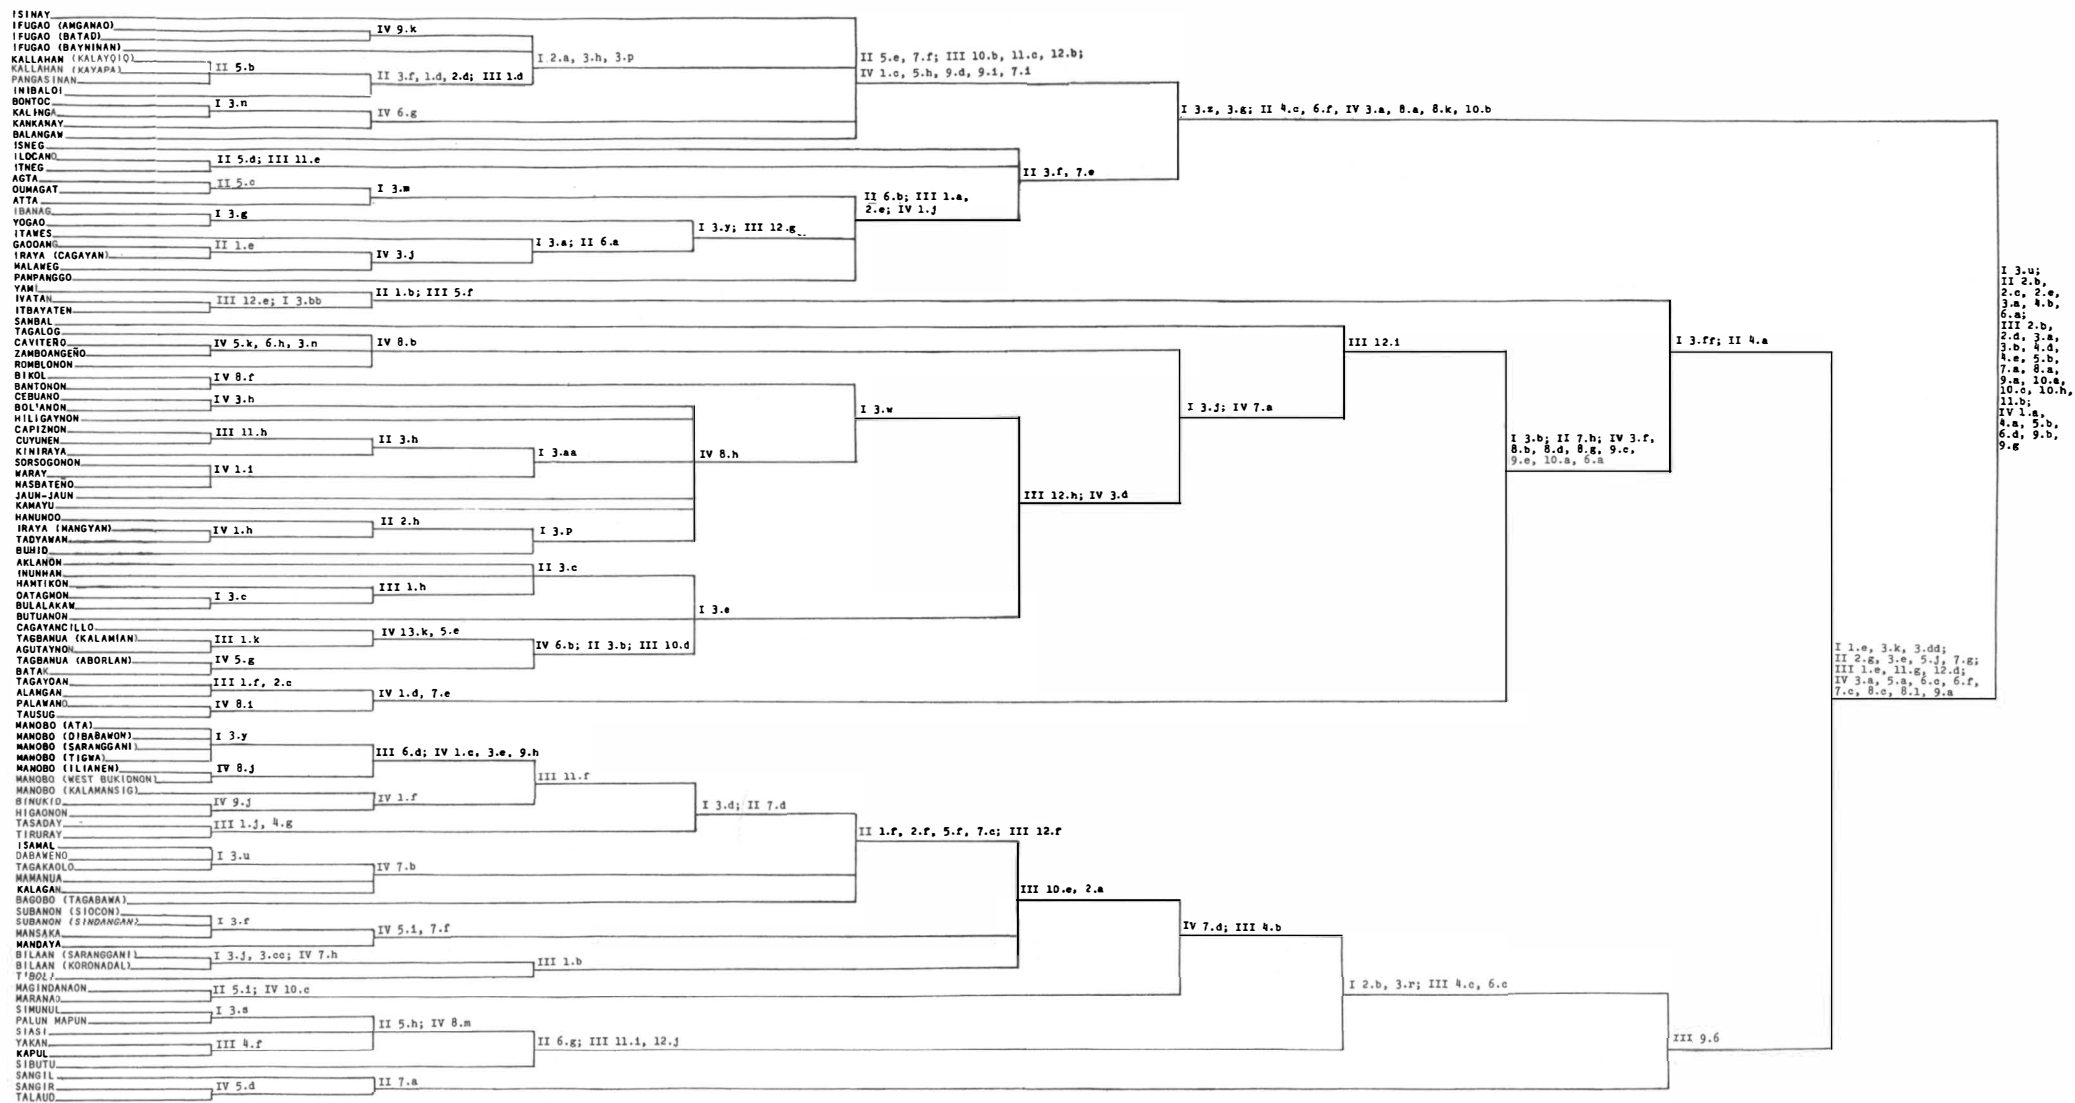 ISINAY
IFUGAO (AMGANAO)
IFUGAO (BATAD)
IFUGAO (BAYNINAN)
KALLAHAN (KALAYQIQ)
KALLAHAN (KAYAPA)
PANGASINAN
INIBALOI
BONTOC
KALINGA
KANKANAY
BALANGAW
ISNEG
ILOCANO
ITNEG
AGTA
OUMAGAT
ATTA
IBANAG
YOGAO
ITAWES
GAOOANG
IRAYA (CAGAYAN)
MALAWEG
PAMPANGGO
YAMI
IVATAN
ITBAYATEN
SAMBAL
TAGALOG
CAVITEÑO
ZAMBOANGEÑO
ROMBLONON
BIKOL
BANTONON
CEBUANO
BOL'ANON
HILIGAYNON
CAPIZNON
CUYUNEN
KINIRAYA
SORSOGONON
WARAY
MASBATEÑO
JAUN-JAUN
KAMAYU
HANUNOO
IRAYA (MANGYAN)
TADYAWAN
BUHID
AKLANON
INUNHAN
HAMTIKON
OATAGNON
BULALAKAW
BUTUANON
CAGAYANCILLO
TAGBANUA (KALAMIAN)
AGUTAYNON
TAGBANUA (ABORLAN)
BATAK
TAGAYOAN
ALANGAN
PALAWANO
TAUSUG
MANOBO (ATA)
MANOBO (DIBABAWON)
MANOBO (SARANGGANI)
MANOBO (TIGWA)
MANOBO (ILIANEN)
MANOBO (WEST BUKIDNON)
MANOBO (KALAMANSIG)
BINUKID
HIGAONON
TASADAY
TIRURAY
ISAMAL
DABAWENO
TAGAKAOLO
MAMANUA
KALAGAN
BAGOBO (TAGABAWA)
SUBANON (SIOCON)
SUBANON (SINDANGAN)
MANSAKA
MANDAYA
BILAAN (SARANGGANI)
BILAAN (KORONADAL)
T'BOLI
MAGINDANAON
MARANAO
SIMUNUL
PALUN MAPUN
SIASI
YAKAN
KAPUL
SIBUTU
SANGIL
SANGIR
TALAUD
II 5.b
I 3.n
II 5.d; III 11.e
II 5.c
I 3.g
II 1.e
III 12.e; I 3.bb
IV 5.k, 6.h, 3.n
IV 8.f
IV 3.h
III 11.h
IV 1.i
IV 1.h
I 3.c
III 1.k
IV 5.g
III 1.f, 2.c
IV 8.i
I 3.y
IV 8.j
IV 9.j
III 1.j, 4.g
I 3.u
I 3.f
I 3.j, 3.cc; IV 7.h
II 5.i; IV 10.c
I 3.s
III 4.f
IV 5.d
IV 9.k
II 3.f, 1.d, 2.d; III 1.d
IV 6.g
I 3.m
IV 3.j
II 1.b; III 5.f
IV 8.b
II 3.h
II 2.h
III 1.h
IV 13.k, 5.e
IV 1.d, 7.e
III 6.d; IV 1.c, 3.e, 9.h
IV 1.f
IV 7.b
IV 5.i, 7.f
II 5.h; IV 8.m
II 7.a
I 2.a, 3.h, 3.p
I 3.a; II 6.a
I 3.aa
I 3.p
II 3.c
IV 6.b; II 3.b; III 10.d
III 11.f
III 1.b
II 6.g; III 11.i, 12.j
I 3.y; III 12.g
IV 8.h
I 3.e
I 3.d; II 7.d
II 5.e, 7.f; III 10.b, 11.c, 12.b;
IV 1.c, 5.h, 9.d, 9.i, 7.i
II 6.b; III 1.a,
2.e; IV 1.j
I 3.w
II 1.f, 2.f, 5.f, 7.c; III 12.f
II 3.f, 7.e
III 12.h; IV 3.d
III 10.e, 2.a
I 3.z, 3.g; II 4.c, 6.f, IV 3.a, 8.a, 8.k, 10.b
I 3.j; IV 7.a
IV 7.d; III 4.b
III 12.i
I 2.b, 3.r; III 4.c, 6.c
I 3.b; II 7.h; IV 3.f,
8.b, 8.d, 8.g, 9.c,
9.e, 10.a, 6.a
I 3.ff; II 4.a
III 9.6
I 1.e, 3.k, 3.dd;
II 2.g, 3.e, 5.j, 7.g;
III 1.e, 11.g, 12.d;
IV 3.a, 5.a, 6.c, 6.f,
7.c, 8.c, 8.l, 9.a
I 3.u;
II 2.b,
2.c, 2.e,
3.a, 4.b,
6.a;
III 2.b,
2.d, 3.a,
3.b, 4.d,
4.e, 5.b,
7.a, 8.a,
9.a, 10.a,
10.c, 10.h,
11.b;
IV 1.a,
4.a, 5.b,
6.d, 9.b,
9.g